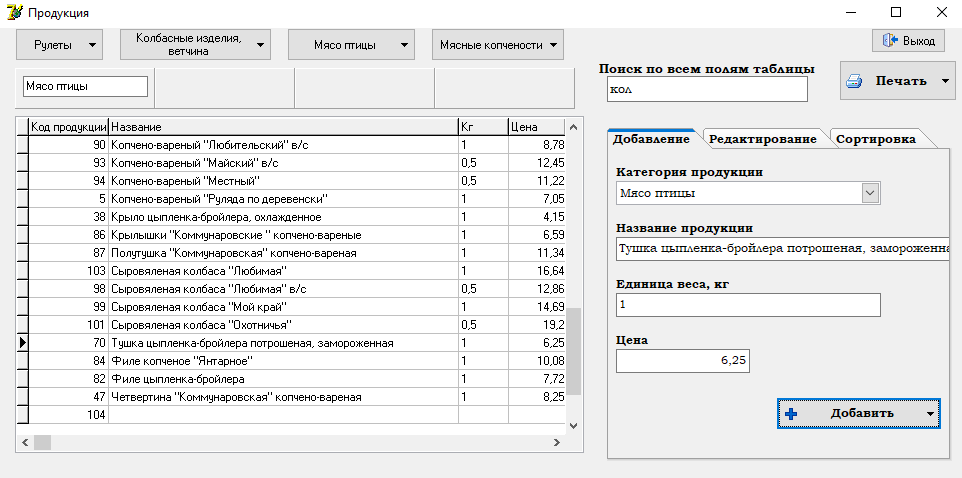 Продукция
Рулеты
Колбасные изделия,
ветчина
Мясо птицы
Мясные копчености
Выход
Мясо птицы
Поиск по всем полям таблицы
кол
Печать
Код продукции Название Кг Цена
90 Копчено-вареный "Любительский" в/с 1 8,78
93 Копчено-вареный "Майский" в/с 0,5 12,45
94 Копчено-вареный "Местный" 0,5 11,22
5 Копчено-вареный "Руляда по деревенски" 1 7,05
38 Крыло цыпленка-бройлера, охлажденное 1 4,15
86 Крылышки "Коммунаровские " копчено-вареные 1 6,59
87 Полутушка "Коммунаровская" копчено-вареная 1 11,34
103 Сыровяленая колбаса "Любимая" 1 16,64
98 Сыровяленая колбаса "Любимая" в/с 0,5 12,86
99 Сыровяленая колбаса "Мой край" 1 14,69
101 Сыровяленая колбаса "Охотничья" 0,5 19,2
70 Тушка цыпленка-бройлера потрошеная, замороженная 1 6,25
84 Филе копченое "Янтарное" 1 10,08
82 Филе цыпленка-бройлера 1 7,72
47 Четвертина "Коммунаровская" копчено-вареная 1 8,25
104
Добавление Редактирование Сортировка
Категория продукции
Мясо птицы
Название продукции
Тушка цыпленка-бройлера потрошеная, замороженна
Единица веса, кг
1
Цена
6,25
Добавить